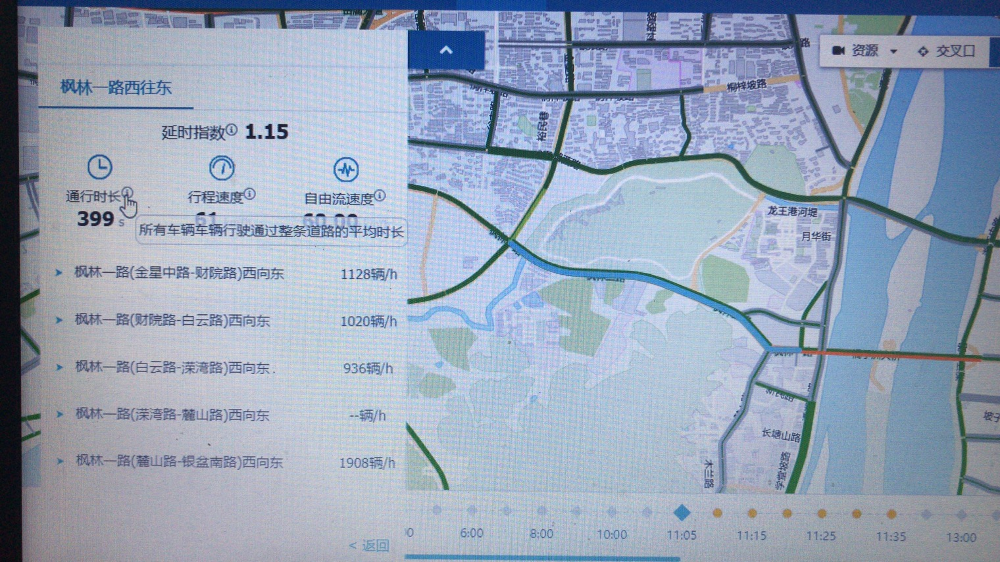 枫林一路西往东
延时指数 1.15
通行时长
399 s
行程速度
61
自由流速度
60.00
所有车辆车辆行驶通过整条道路的平均时长
枫林一路(金星中路-财院路)西向东 1128辆/h
枫林一路(财院路-白云路)西向东 1020辆/h
枫林一路(白云路-溁湾路)西向东 936辆/h
枫林一路(溁湾路-麓山路)西向东 --辆/h
枫林一路(麓山路-银盆南路)西向东 1908辆/h
< 返回
资源
交叉口
桐梓坡路
裕民巷
龙王港河堤
月华街
长塘山路
木兰路
6:00
8:00
10:00
11:05
11:15
11:25
11:35
13:00